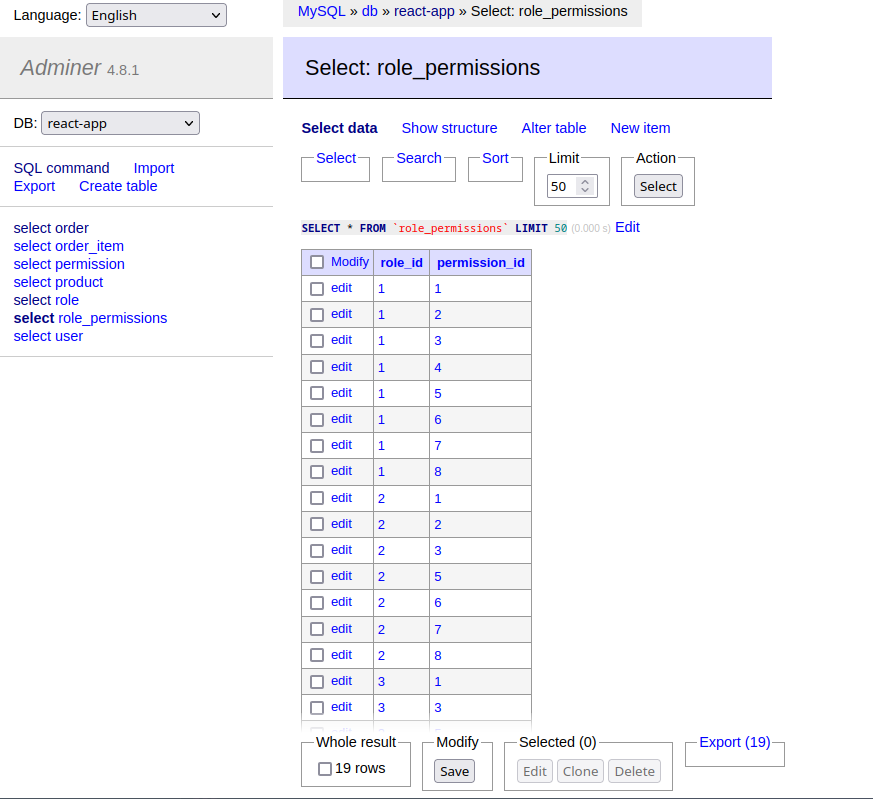 Language: English
MySQL » db » react-app » Select: role_permissions
Adminer 4.8.1
Select: role_permissions
DB: react-app
SQL command Import
Export Create table
select order
select order_item
select permission
select product
select role
select role_permissions
select user
Select data Show structure Alter table New item
Select Search Sort Limit Action
50 Select
SELECT * FROM `role_permissions` LIMIT 50 (0.000 s) Edit
Modify role_id permission_id
edit 1 1
edit 1 2
edit 1 3
edit 1 4
edit 1 5
edit 1 6
edit 1 7
edit 1 8
edit 2 1
edit 2 2
edit 2 3
edit 2 5
edit 2 6
edit 2 7
edit 2 8
edit 3 1
edit 3 3
Whole result Modify Selected (0) Export (19)
19 rows Save Edit Clone Delete